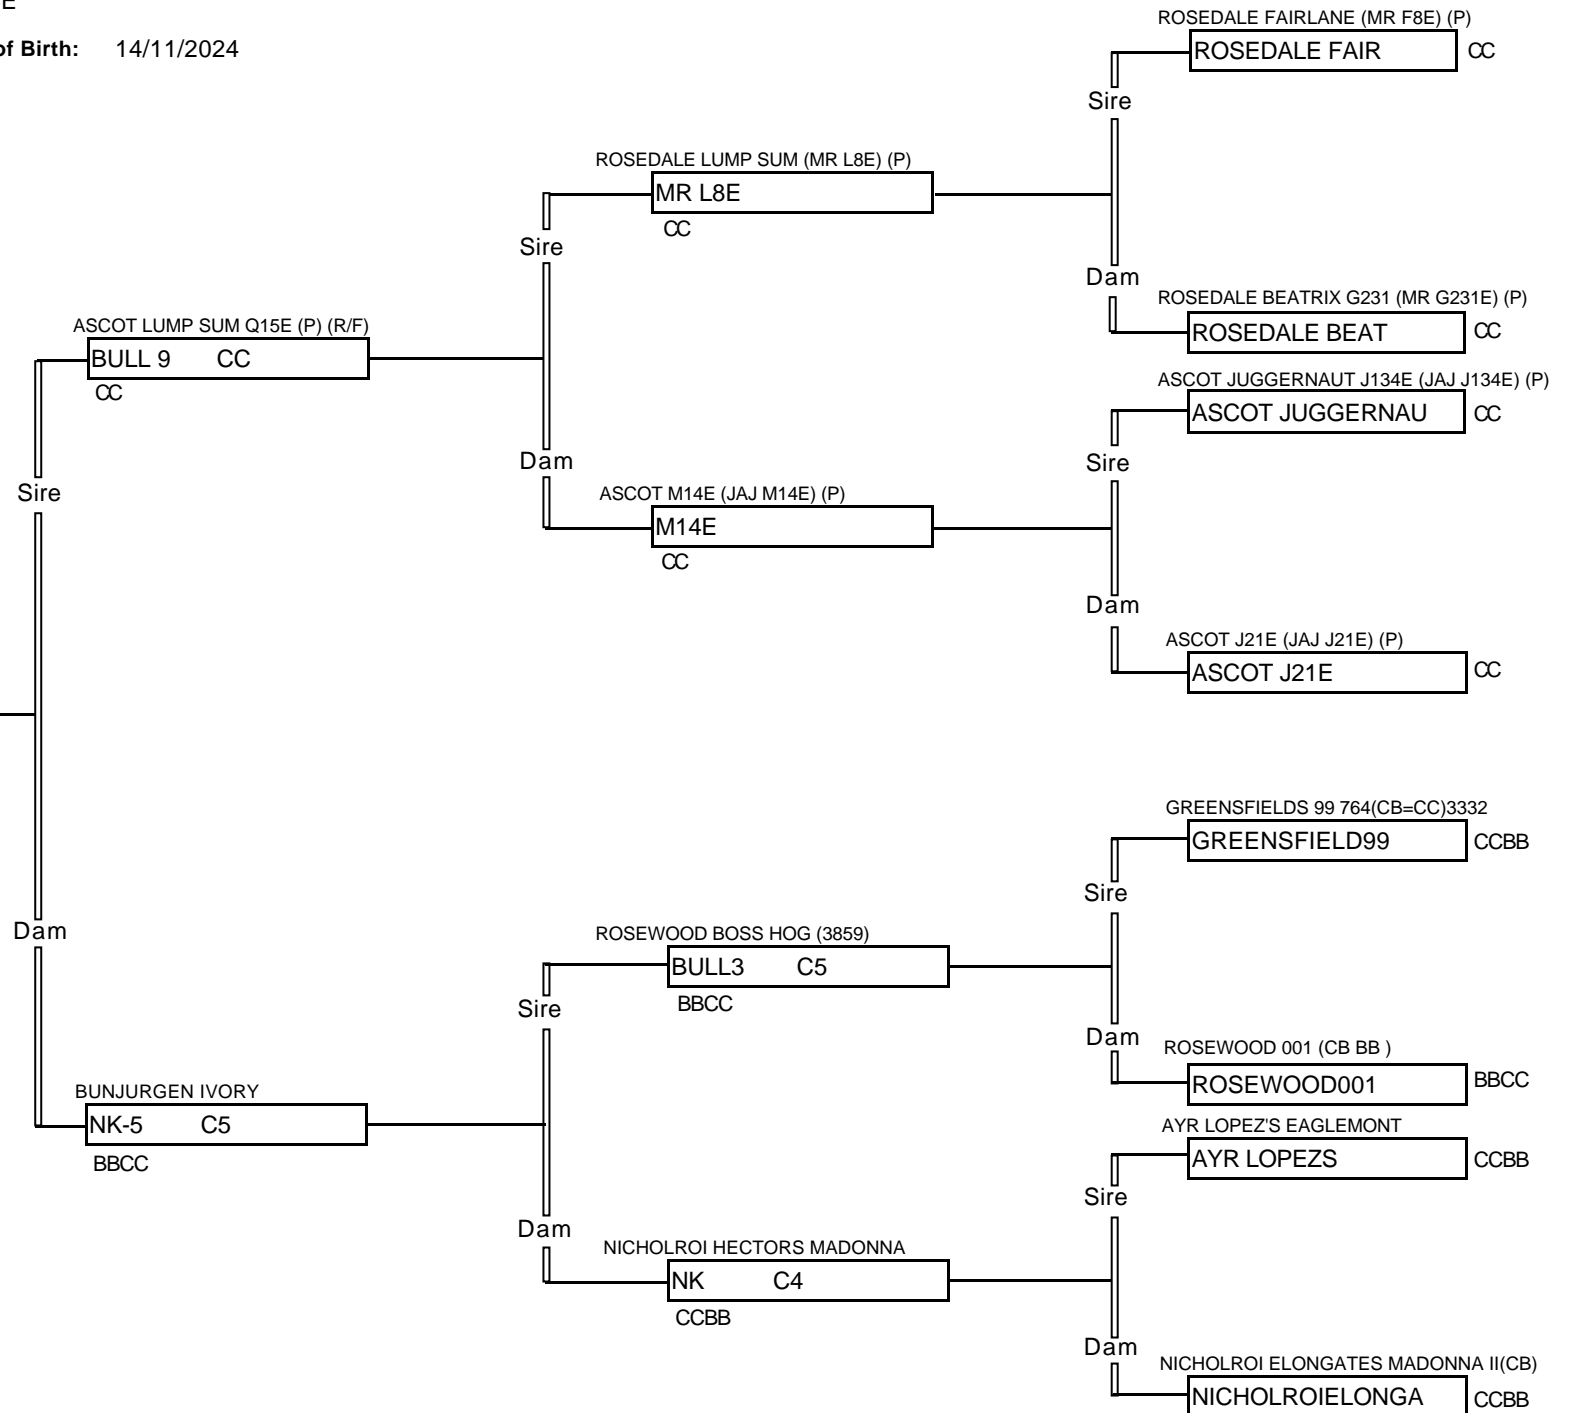 E
of Birth: 14/11/2024
ROSEDALE FAIRLANE (MR F8E) (P)
ROSEDALE FAIR CC
Sire
ROSEDALE LUMP SUM (MR L8E) (P)
MR L8E
CC
Sire
Dam
ROSEDALE BEATRIX G231 (MR G231E) (P)
ROSEDALE BEAT CC
ASCOT LUMP SUM Q15E (P) (R/F)
BULL 9 CC
CC
ASCOT JUGGERNAUT J134E (JAJ J134E) (P)
ASCOT JUGGERNAU CC
Dam
Sire
Sire
ASCOT M14E (JAJ M14E) (P)
M14E
CC
Dam
ASCOT J21E (JAJ J21E) (P)
ASCOT J21E CC
GREENSFIELDS 99 764(CB=CC)3332
GREENSFIELD99 CCBB
Sire
Dam
ROSEWOOD BOSS HOG (3859)
BULL3 C5
BBCC
Sire
Dam
ROSEWOOD 001 (CB BB )
ROSEWOOD001 BBCC
BUNJURGEN IVORY
NK-5 C5
BBCC
AYR LOPEZ'S EAGLEMONT
AYR LOPEZS CCBB
Sire
Dam
NICHOLROI HECTORS MADONNA
NK C4
CCBB
Dam
NICHOLROI ELONGATES MADONNA II(CB)
NICHOLROIELONGA CCBB